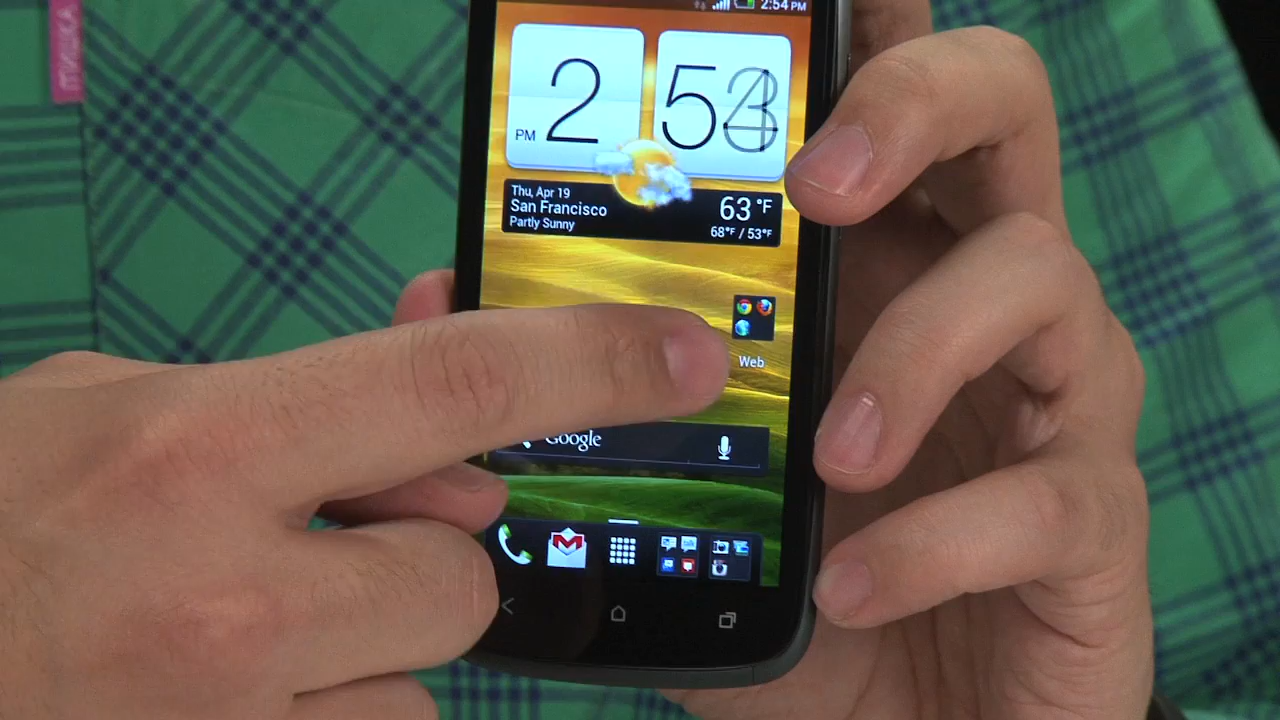 2:54 PM
PM 2 5
Thu, Apr 19
San Francisco
Partly Sunny
63 °F
68°F / 53°F
Web
Google